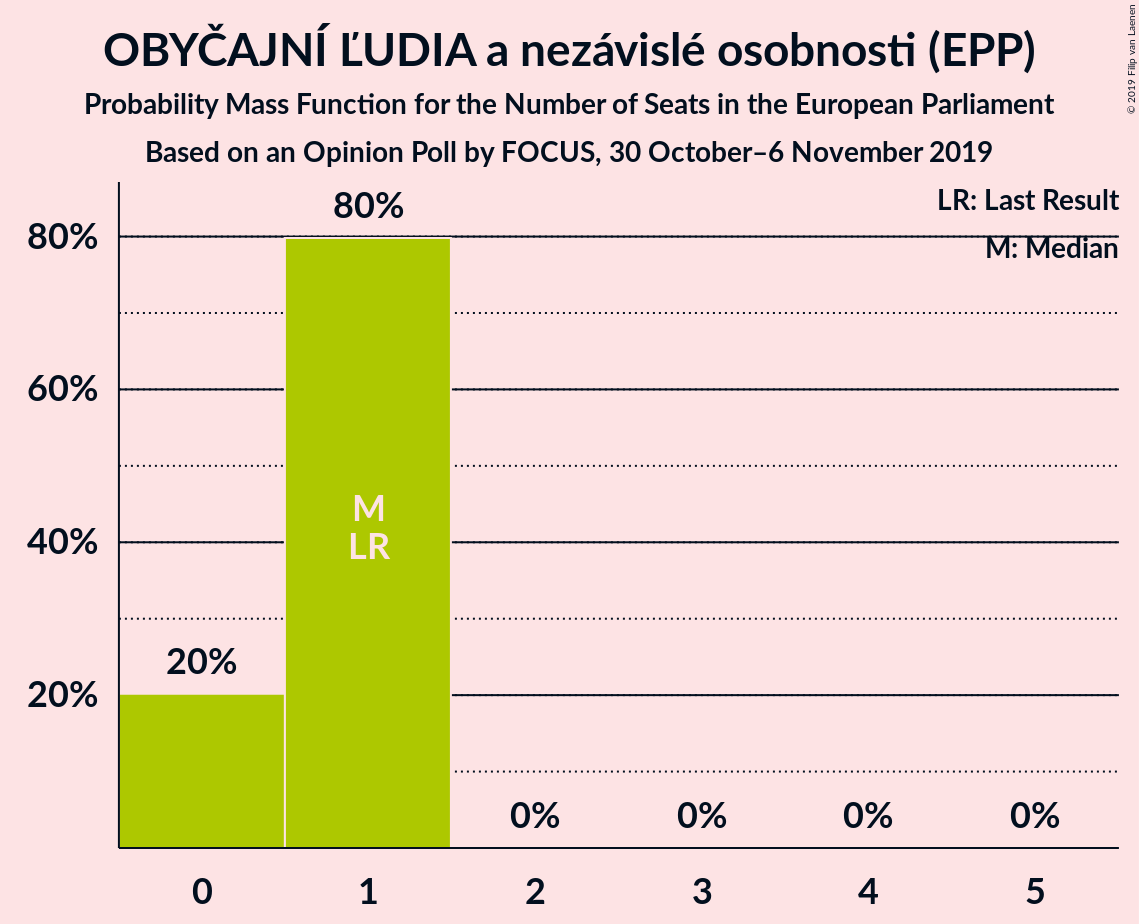 OBYČAJNÍ ĽUDIA a nezávislé osobnosti (EPP)
Probability Mass Function for the Number of Seats in the European Parliament
Based on an Opinion Poll by FOCUS, 30 October–6 November 2019
© 2019 Filip van Laenen
LR: Last Result
M: Median
80%
60%
40%
20%
20%
80%
M
LR
0%
0%
0%
0%
0
1
2
3
4
5